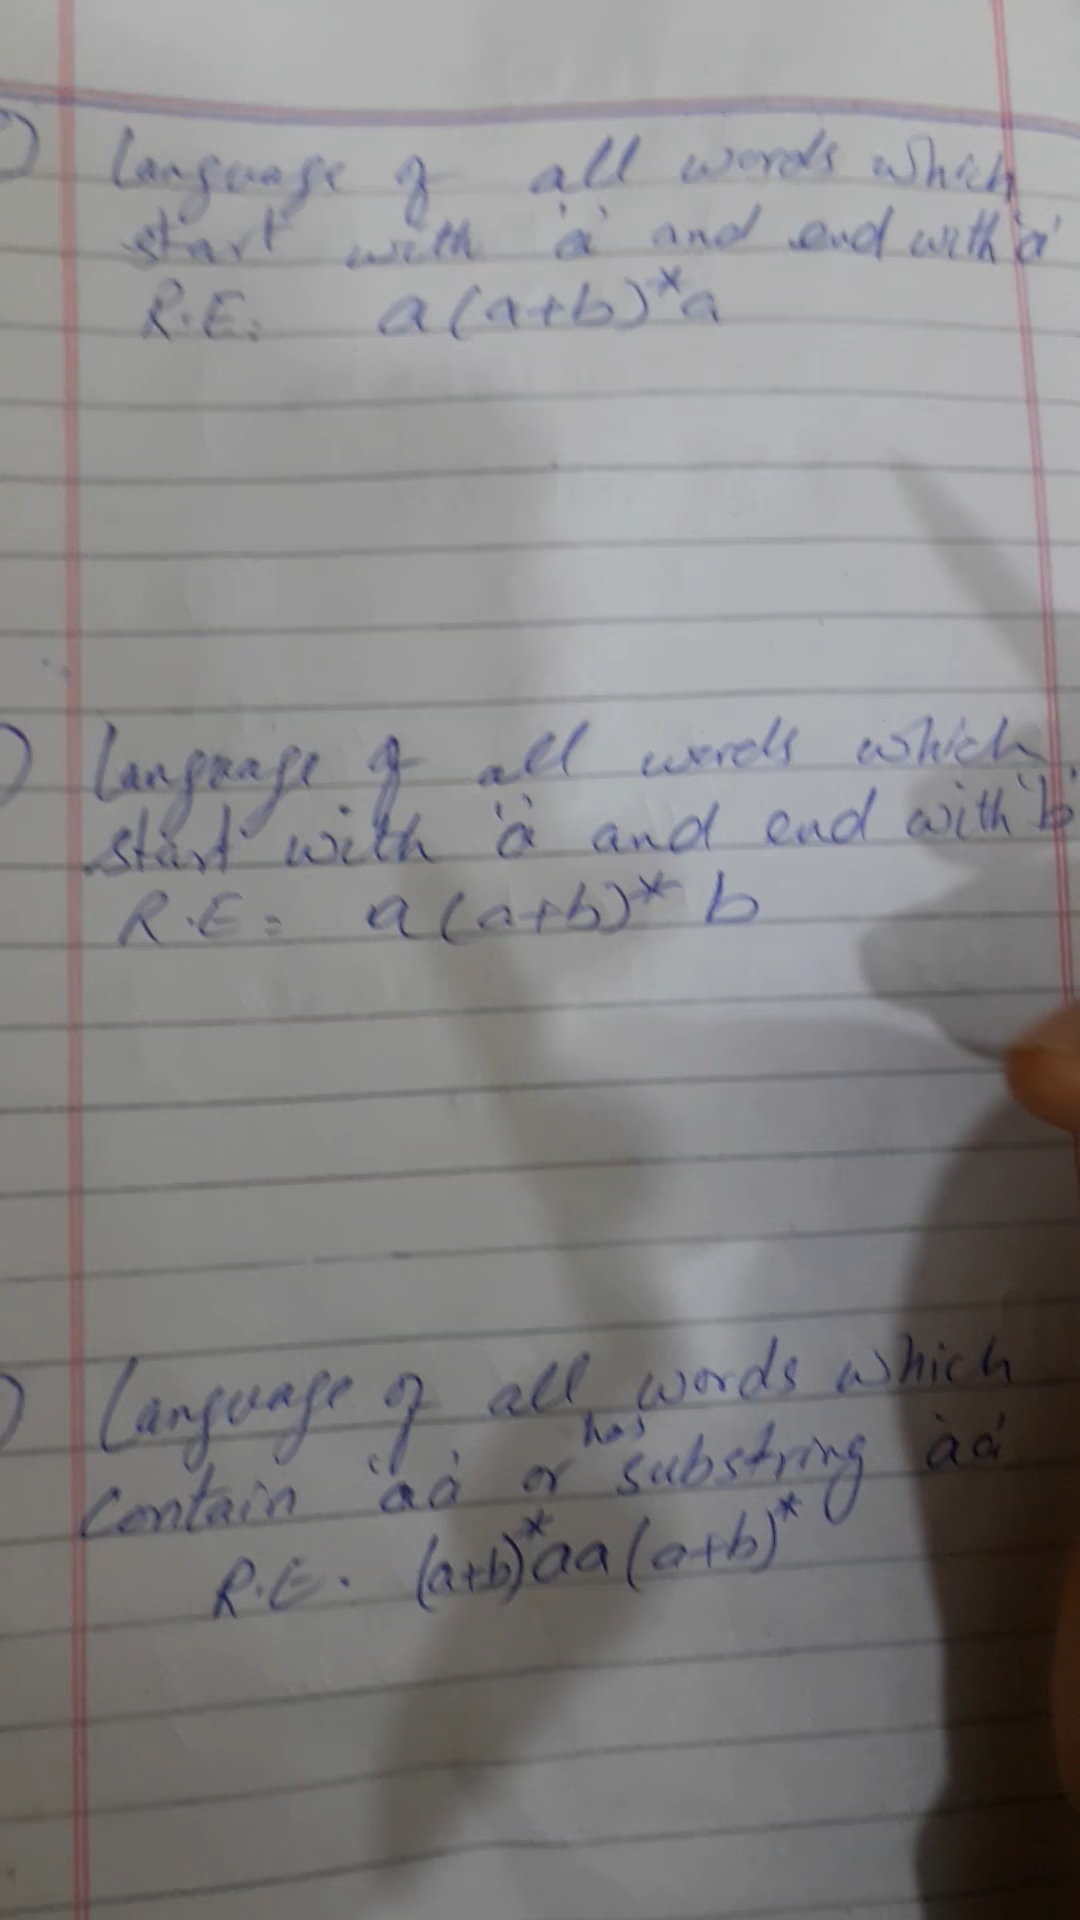 ) Language of all words which
start with 'a' and end with 'a'
R.E: a(a+b)*a
) Language of all words which
start with 'a' and end with 'b'
R.E: a(a+b)* b
) Language of all words which
contain 'aa' or has substring 'aa'
R.E. (a+b)*aa(a+b)*